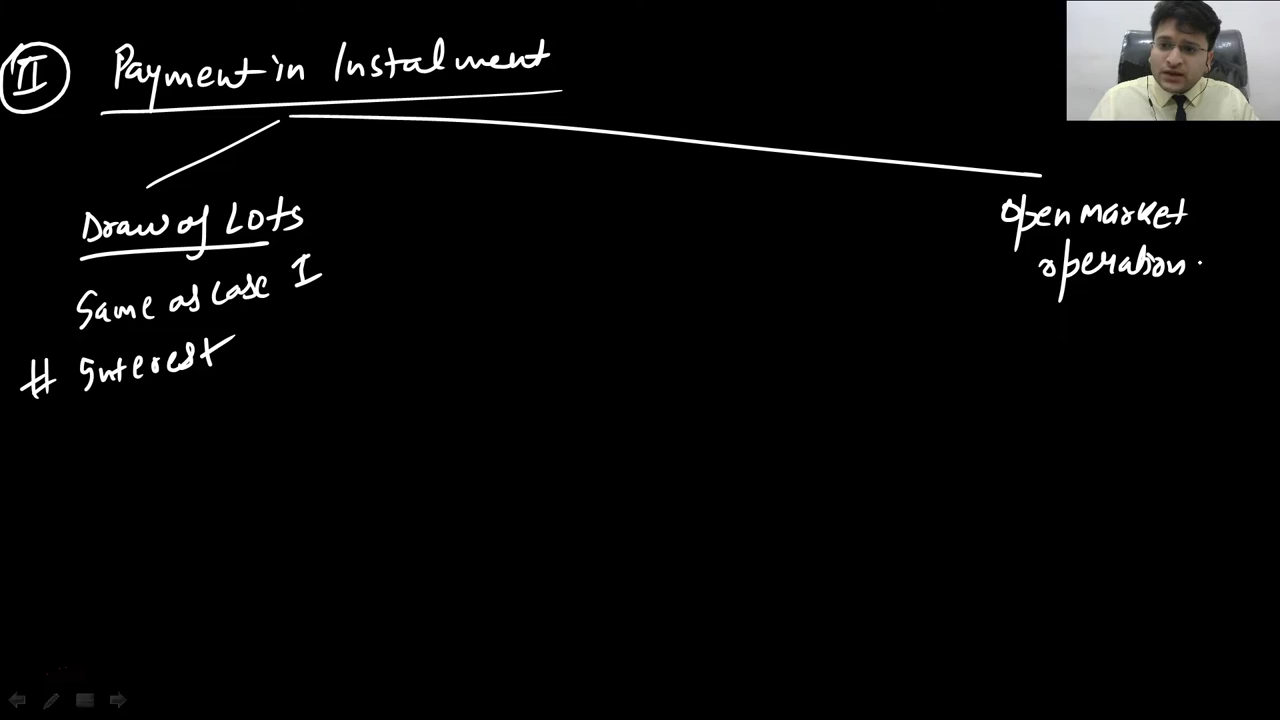 II Payment in Instalment
Draw of Lots
Same as case I
# Interest
Open market
operation.